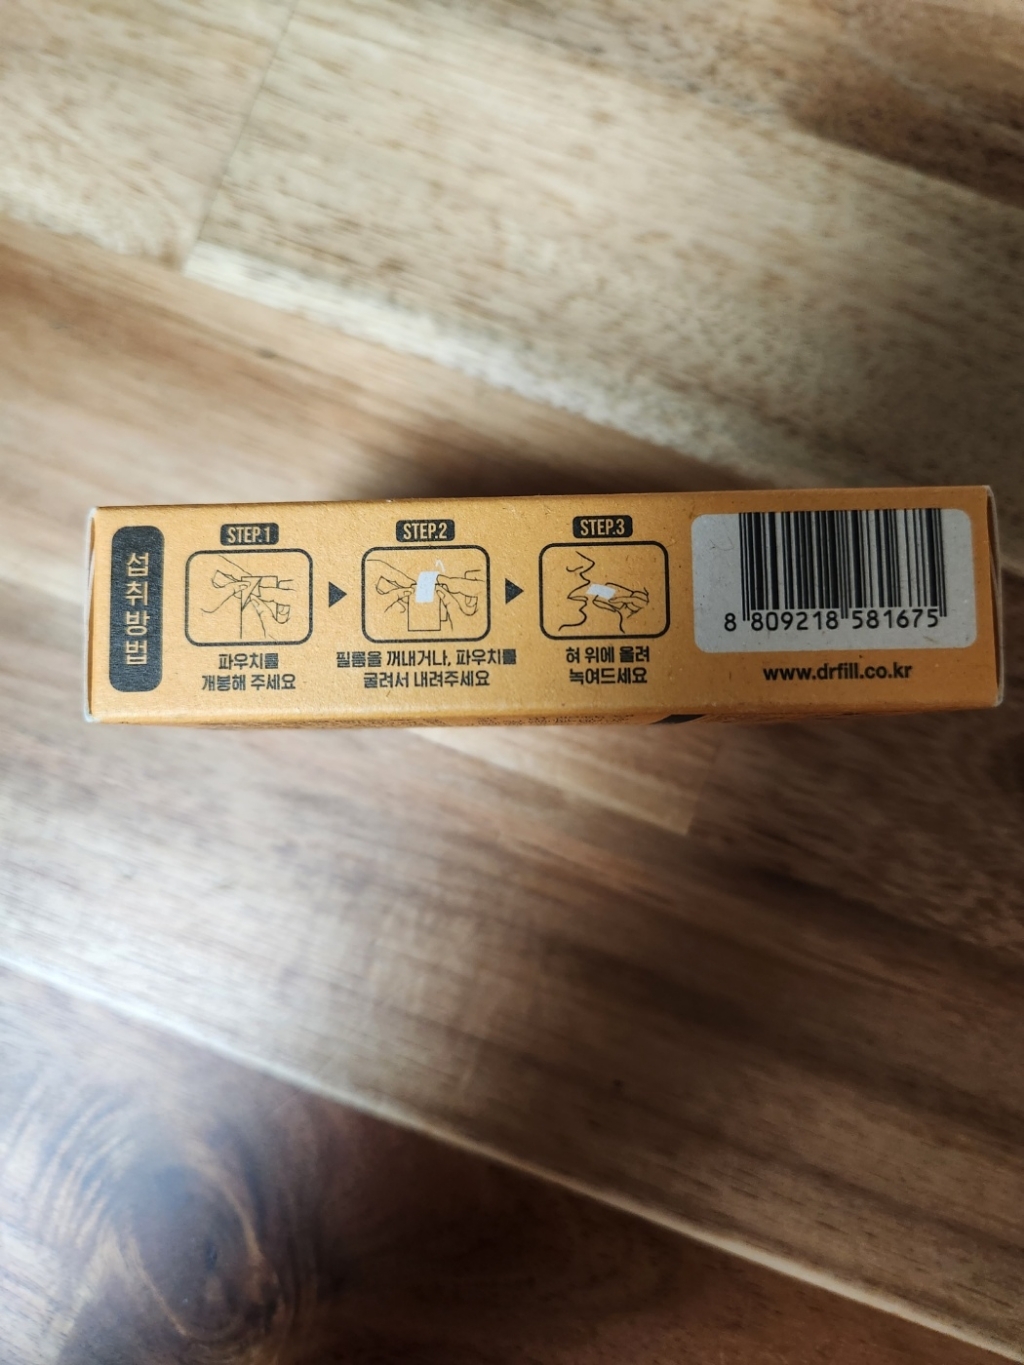 섭취방법
STEP.1
파우치를
개봉해 주세요
STEP.2
필름을 꺼내거나, 파우치를
굴려서 내려주세요
STEP.3
혀 위에 올려
녹여드세요
8 809218 581675
www.drfill.co.kr